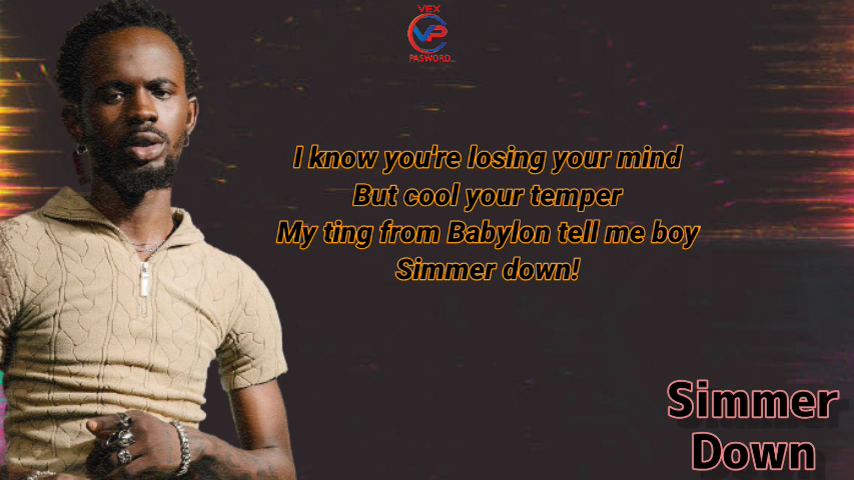 VEX
VP
PASWORD
I know you're losing your mind
But cool your temper
My ting from Babylon tell me boy
Simmer down!
Simmer
Down